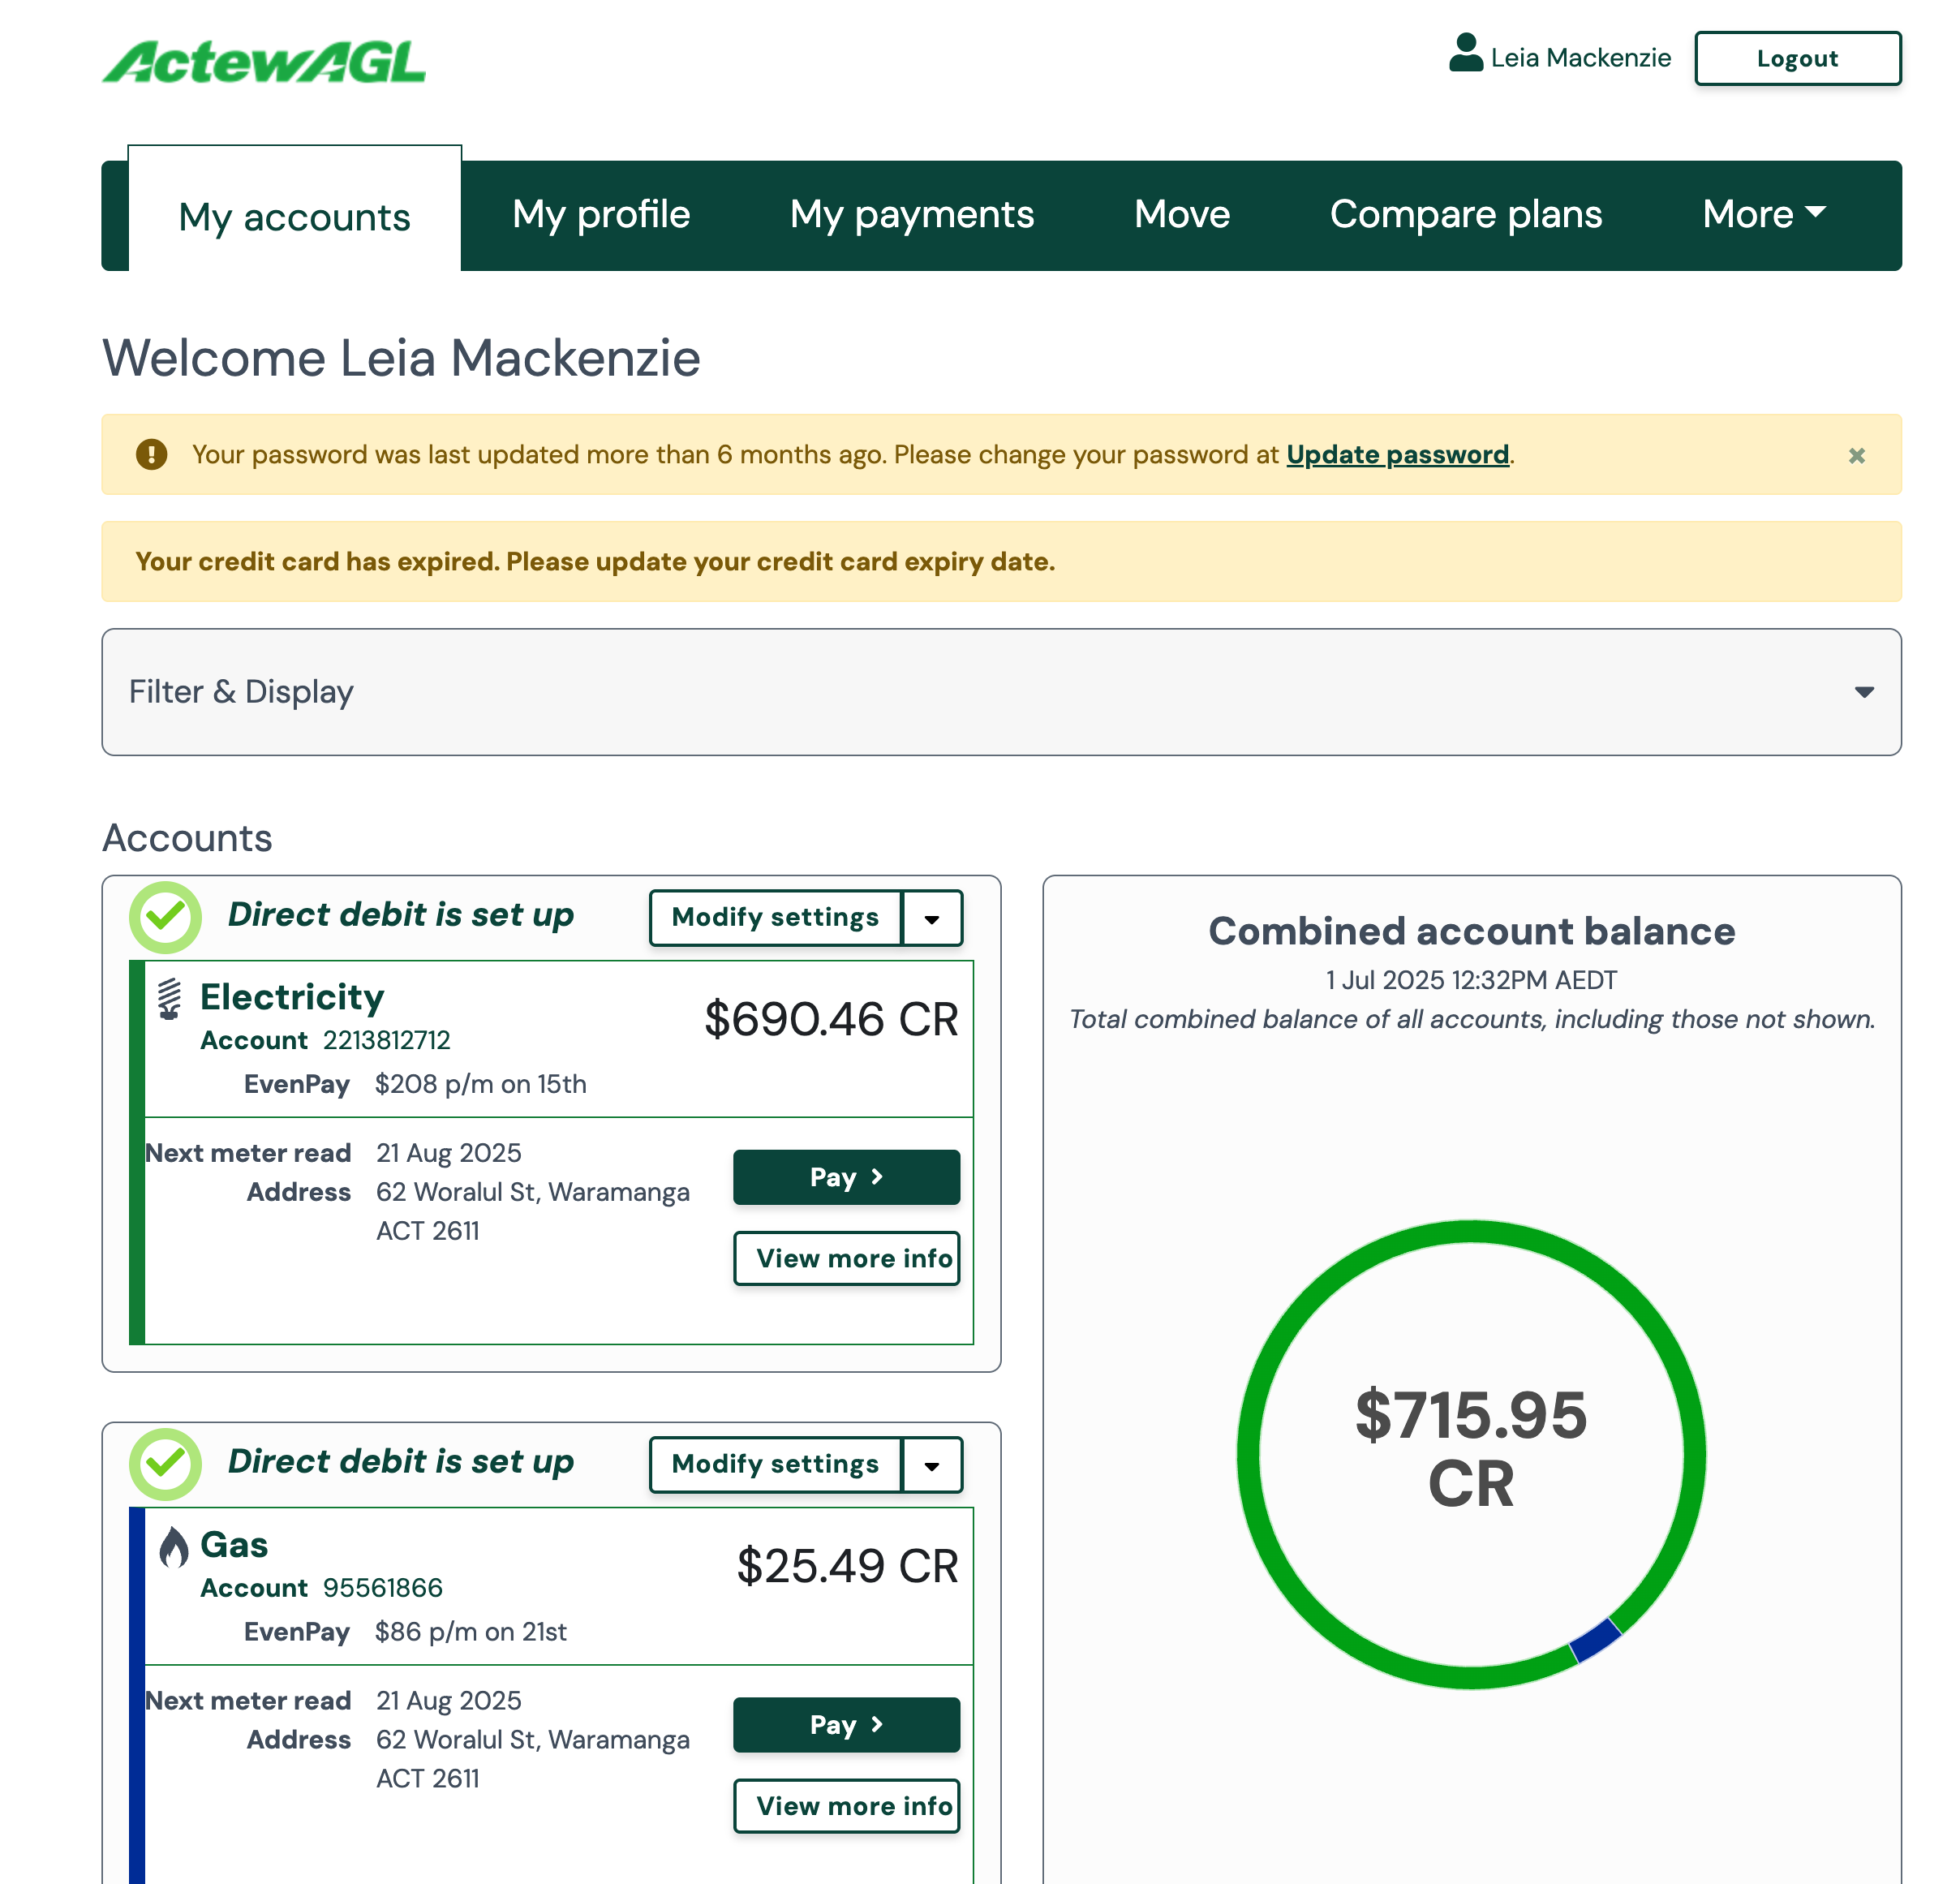 ActewAGL
Leia Mackenzie
Logout
My accounts
My profile
My payments
Move
Compare plans
More
Welcome Leia Mackenzie
Your password was last updated more than 6 months ago. Please change your password at Update password.
Your credit card has expired. Please update your credit card expiry date.
Filter & Display
Accounts
Direct debit is set up
Modify settings
Electricity
$690.46 CR
Account 2213812712
EvenPay $208 p/m on 15th
Next meter read 21 Aug 2025
Address 62 Woralul St, Waramanga
ACT 2611
Pay
View more info
Direct debit is set up
Modify settings
Gas
$25.49 CR
Account 95561866
EvenPay $86 p/m on 21st
Next meter read 21 Aug 2025
Address 62 Woralul St, Waramanga
ACT 2611
Pay
View more info
Combined account balance
1 Jul 2025 12:32PM AEDT
Total combined balance of all accounts, including those not shown.
$715.95
CR